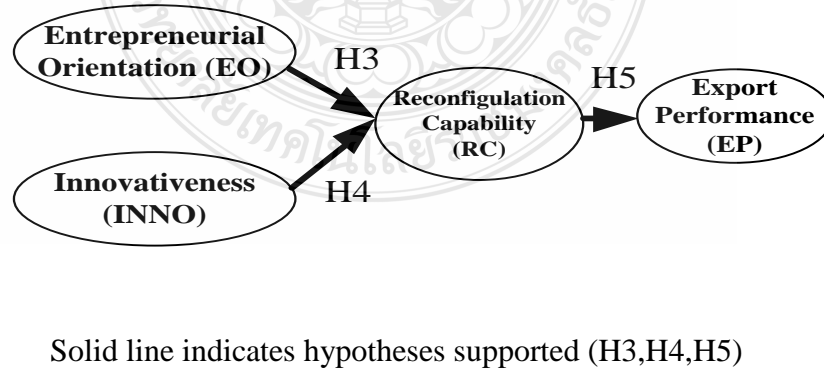 Entrepreneurial
Orientation (EO)
H3
H5
Reconfigulation
Capability
(RC)
Export
Performance
(EP)
Innovativeness
(INNO)
H4
Solid line indicates hypotheses supported (H3,H4,H5)